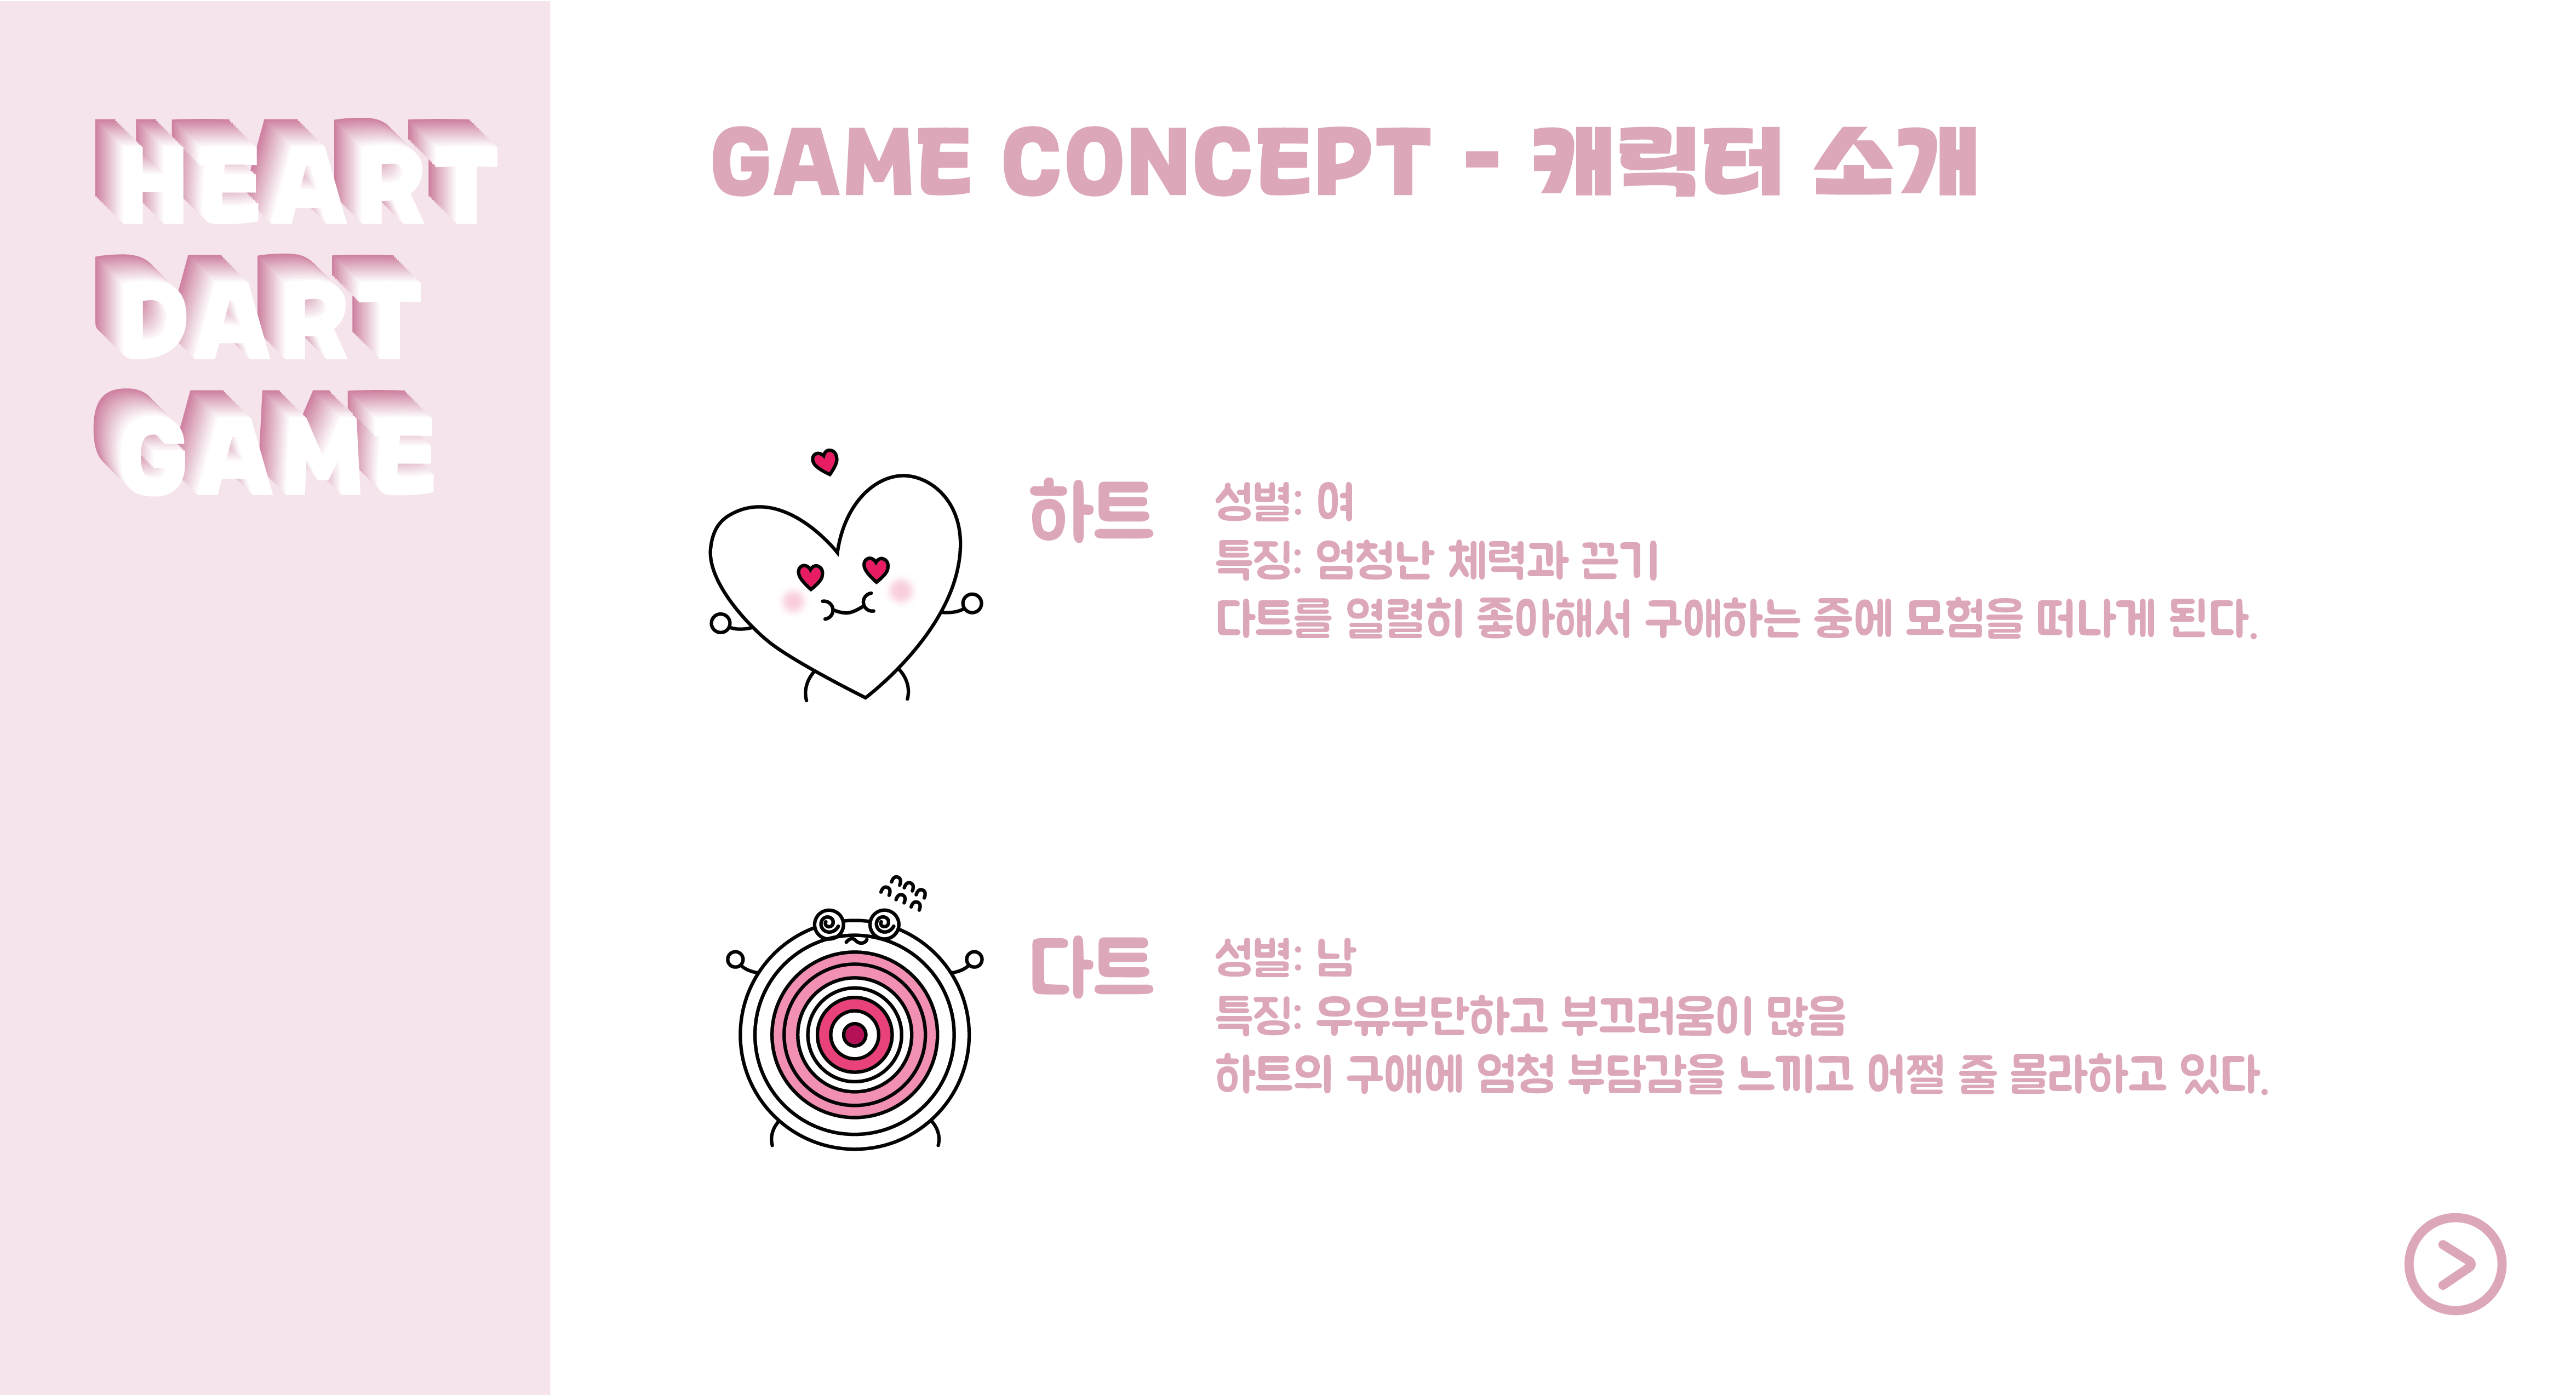 HEART
DART
GAME
GAME CONCEPT - 캐릭터 소개
하트
성별: 여
특징: 엄청난 체력과 끈기
다트를 열렬히 좋아해서 구애하는 중에 모험을 떠나게 된다.
다트
성별: 남
특징: 우유부단하고 부끄러움이 많음
하트의 구애에 엄청 부담감을 느끼고 어쩔 줄 몰라하고 있다.